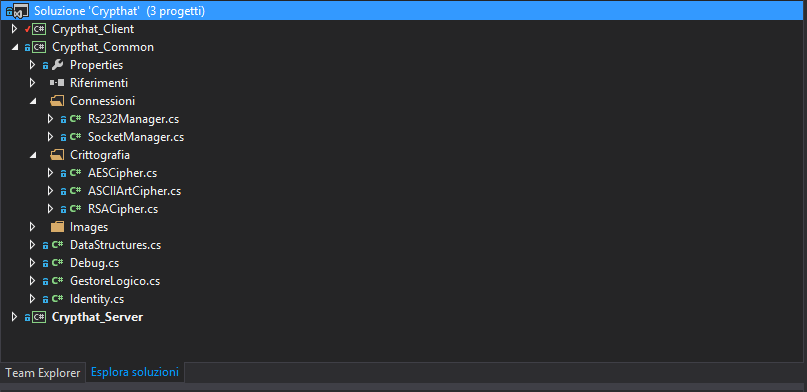 Soluzione 'Crypthat' (3 progetti)
C# Crypthat_Client
C# Crypthat_Common
Properties
Riferimenti
Connessioni
C# Rs232Manager.cs
C# SocketManager.cs
Crittografia
C# AESCipher.cs
C# ASCIIArtCipher.cs
C# RSACipher.cs
Images
C# DataStructures.cs
C# Debug.cs
C# GestoreLogico.cs
C# Identity.cs
C# Crypthat_Server
Team Explorer Esplora soluzioni